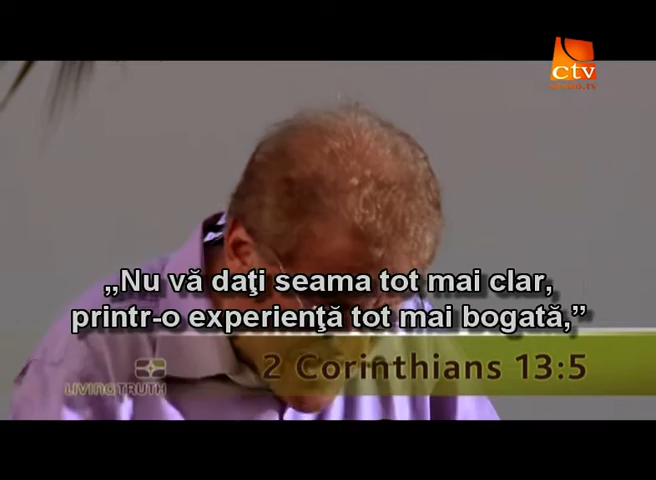 ctv
„Nu vă daţi seama tot mai clar,
printr-o experienţă tot mai bogată,”
2 Corinthians 13:5
LIVING TRUTH